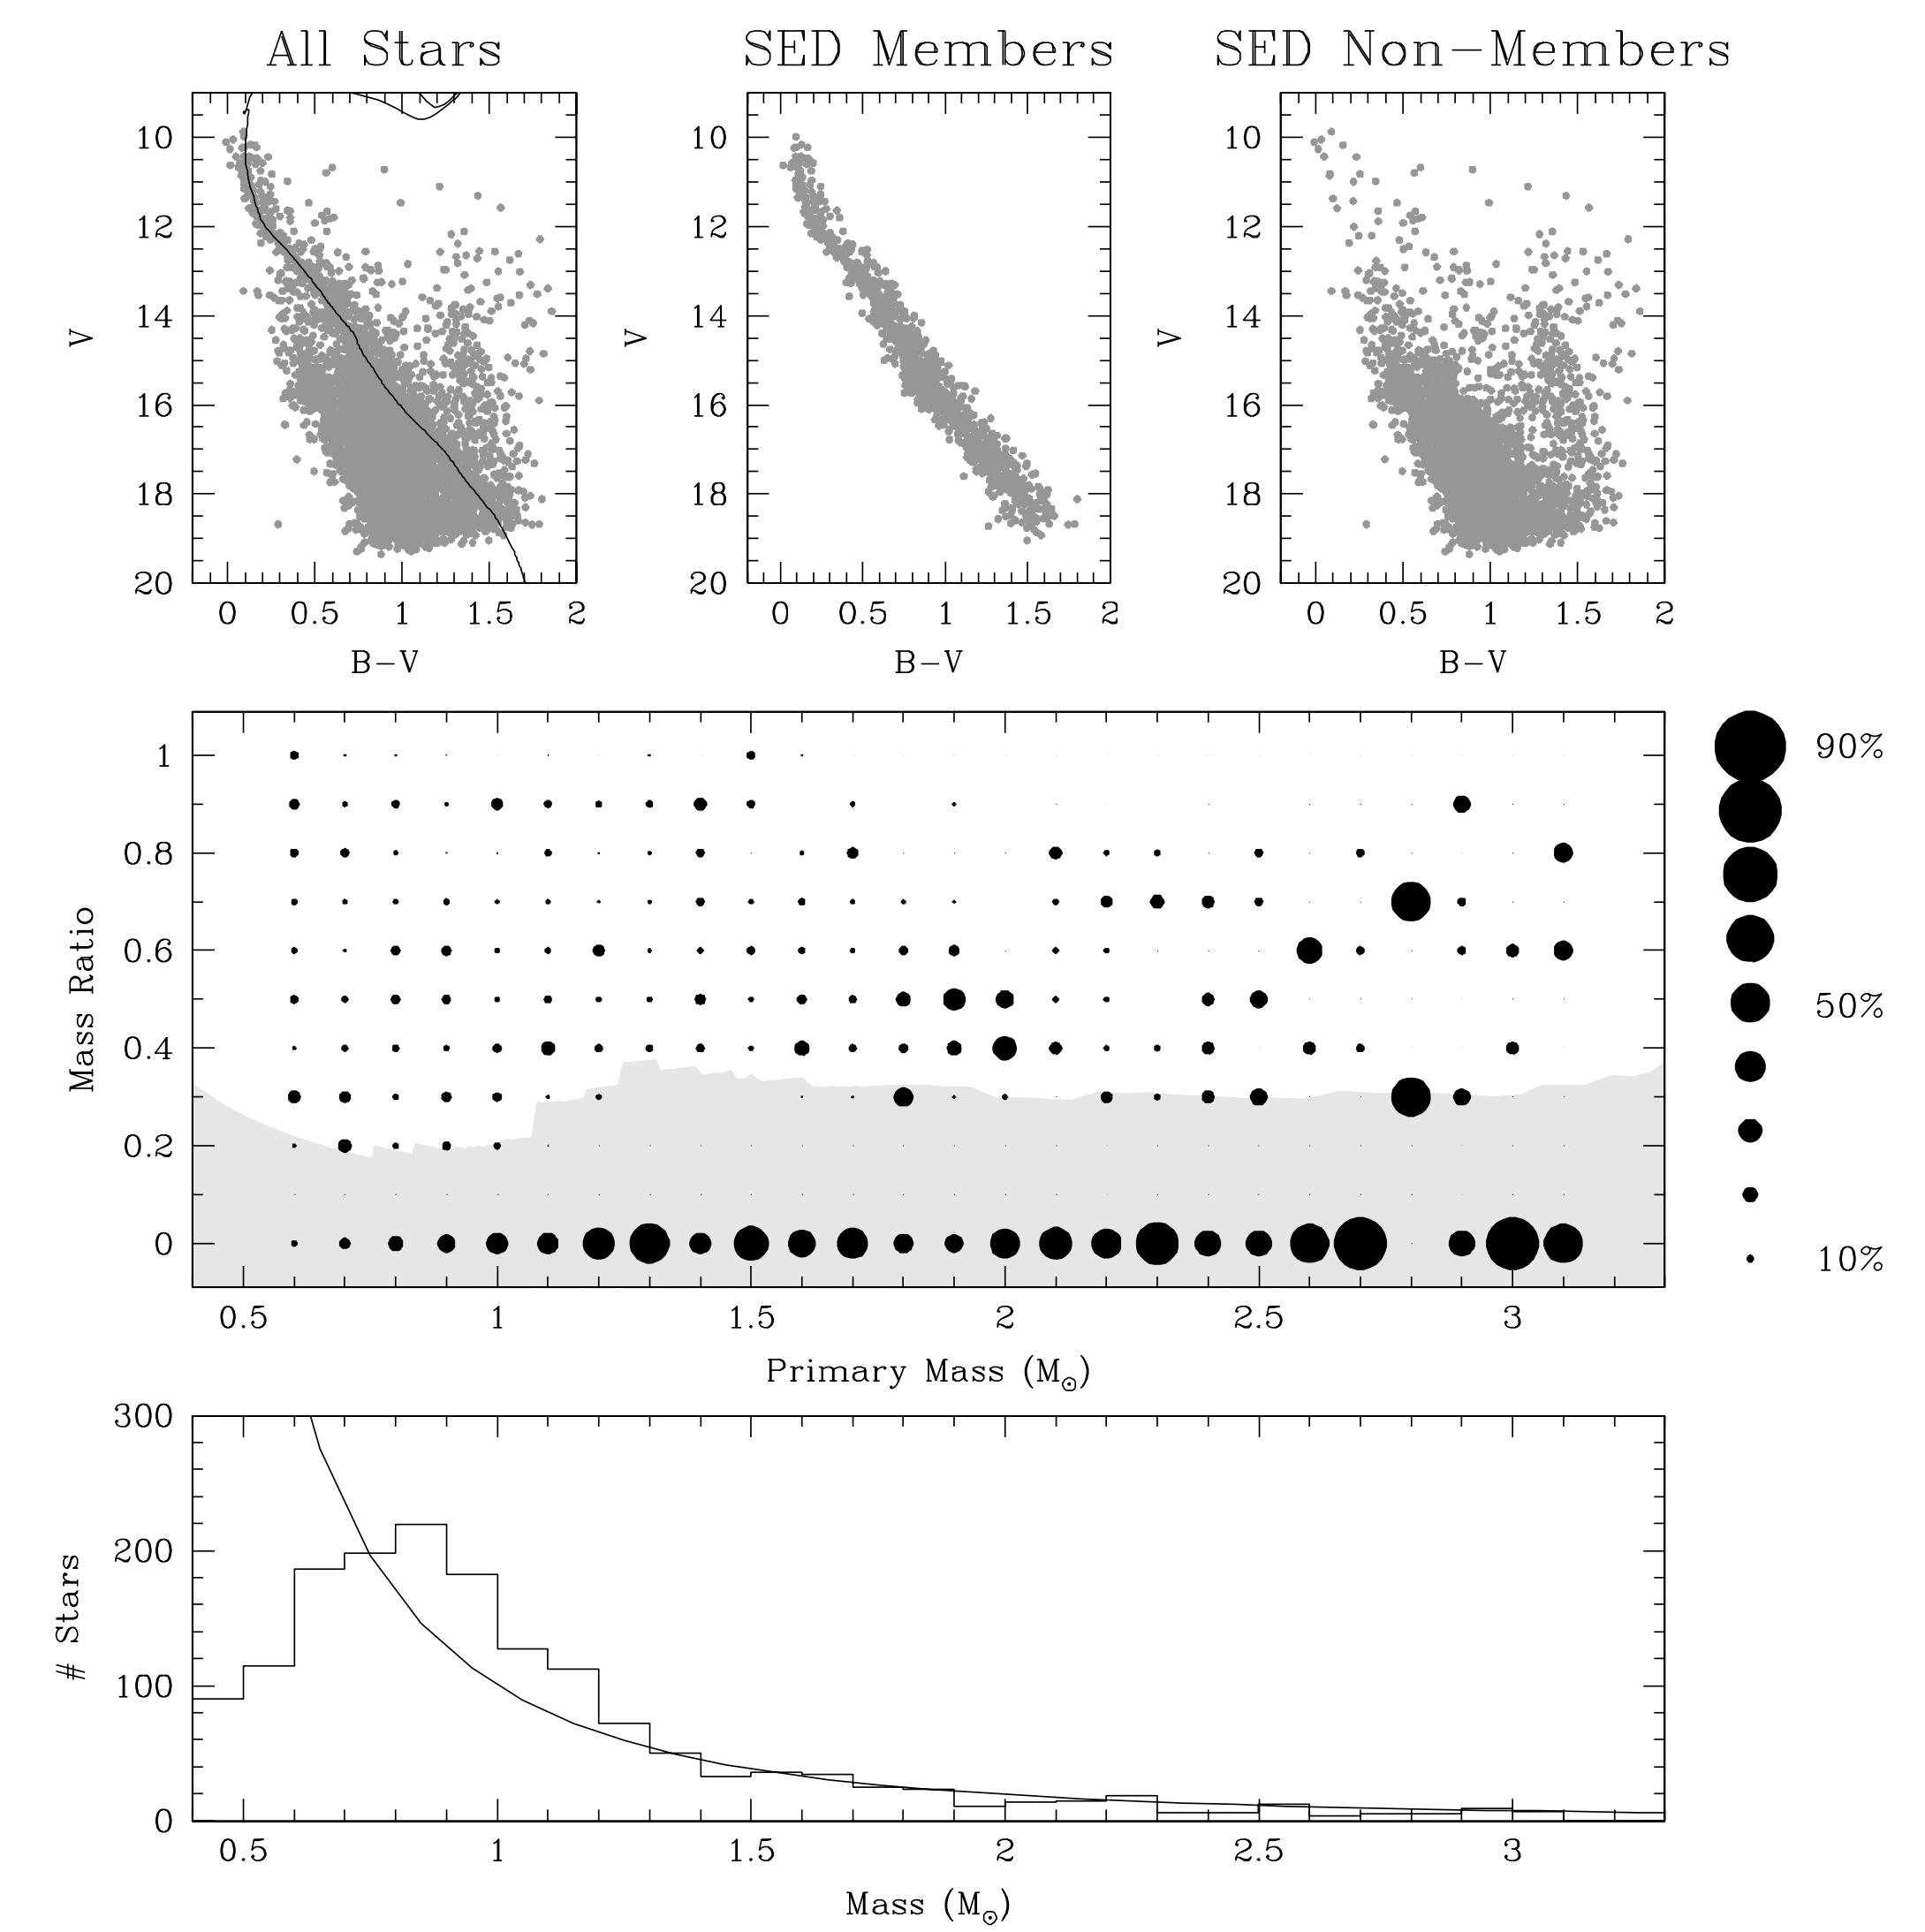 All Stars
SED Members
SED Non-Members
10
12
14
16
18
20
V
0 0.5 1 1.5 2
B-V
10
12
14
16
18
20
V
0 0.5 1 1.5 2
B-V
10
12
14
16
18
20
V
0 0.5 1 1.5 2
B-V
1
0.8
0.6
0.4
0.2
0
Mass Ratio
0.5 1 1.5 2 2.5 3
Primary Mass (M☉)
90%
50%
10%
300
200
100
0
# Stars
0.5 1 1.5 2 2.5 3
Mass (M☉)